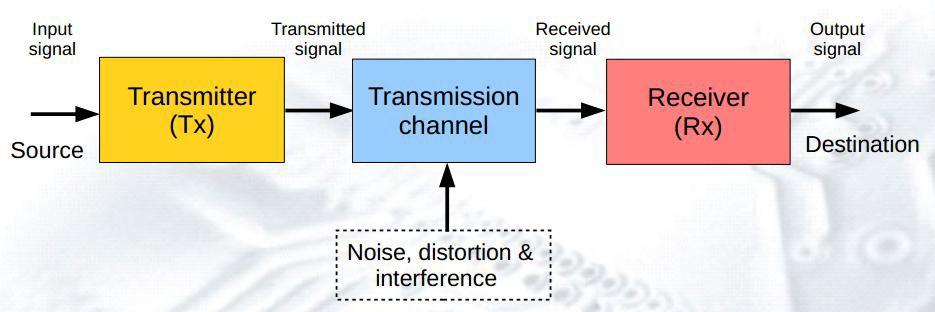 Input
signal
Transmitted
signal
Received
signal
Output
signal
Source
Transmitter
(Tx)
Transmission
channel
Receiver
(Rx)
Destination
Noise, distortion &
interference